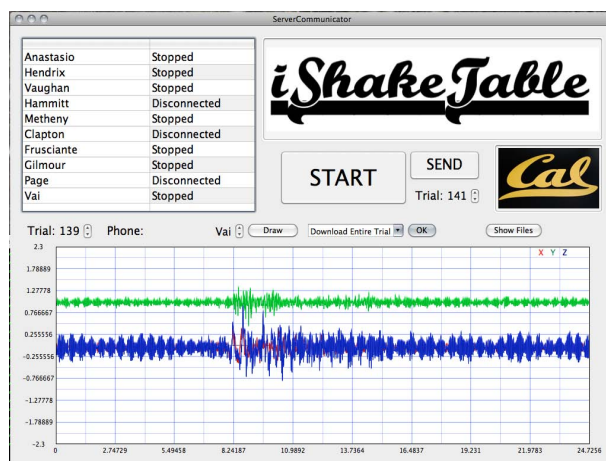 ServerCommunicator
Anastasio Stopped
Hendrix Stopped
Vaughan Stopped
Hammitt Disconnected
Metheny Stopped
Clapton Disconnected
Frusciante Stopped
Gilmour Stopped
Page Disconnected
Vai Stopped
iShakeTable
START
SEND
Trial: 141
Cal
Trial: 139 Phone: Vai Draw Download Entire Trial OK Show Files
X Y Z
2.3
1.78889
1.27778
0.766667
0.255556
-0.255556
-0.766667
-1.27778
-1.78889
-2.3
0 2.74729 5.49458 8.24187 10.9892 13.7364 16.4837 19.231 21.9783 24.7256